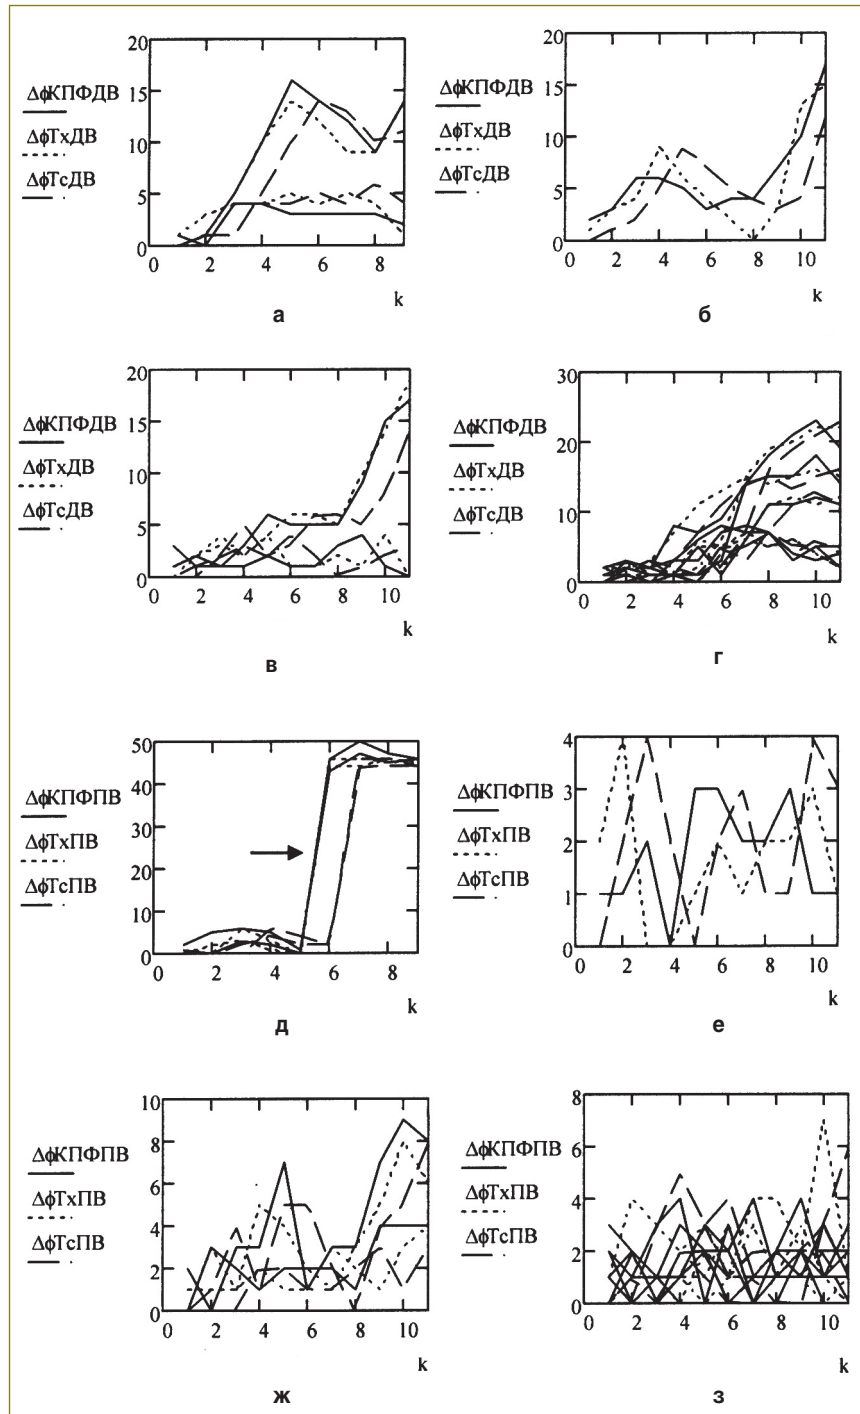 20
15
10
5
0
ΔϕКПФДВ
ΔϕТхДВ
ΔϕТсДВ
0 2 4 6 8
k
а
20
15
10
5
0
ΔϕКПФДВ
ΔϕТхДВ
ΔϕТсДВ
0 2 4 6 8 10
k
б
20
15
10
5
0
ΔϕКПФДВ
ΔϕТхДВ
ΔϕТсДВ
0 2 4 6 8 10
k
в
30
20
10
0
ΔϕКПФДВ
ΔϕТхДВ
ΔϕТсДВ
0 2 4 6 8 10
k
г
50
40
30
20
10
0
ΔϕКПФПВ
ΔϕТхПВ
ΔϕТсПВ
0 2 4 6 8
k
д
4
3
2
1
0
ΔϕКПФПВ
ΔϕТхПВ
ΔϕТсПВ
0 2 4 6 8 10
k
е
10
8
6
4
2
0
ΔϕКПФПВ
ΔϕТхПВ
ΔϕТсПВ
0 2 4 6 8 10
k
ж
8
6
4
2
0
ΔϕКПФПВ
ΔϕТхПВ
ΔϕТсПВ
0 2 4 6 8 10
k
з